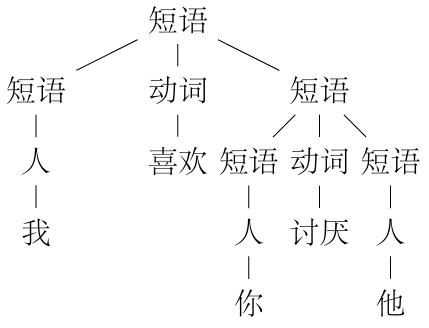 短语
短语 动词 短语
人 喜欢 短语 动词 短语
我 人 讨厌 人
你 他